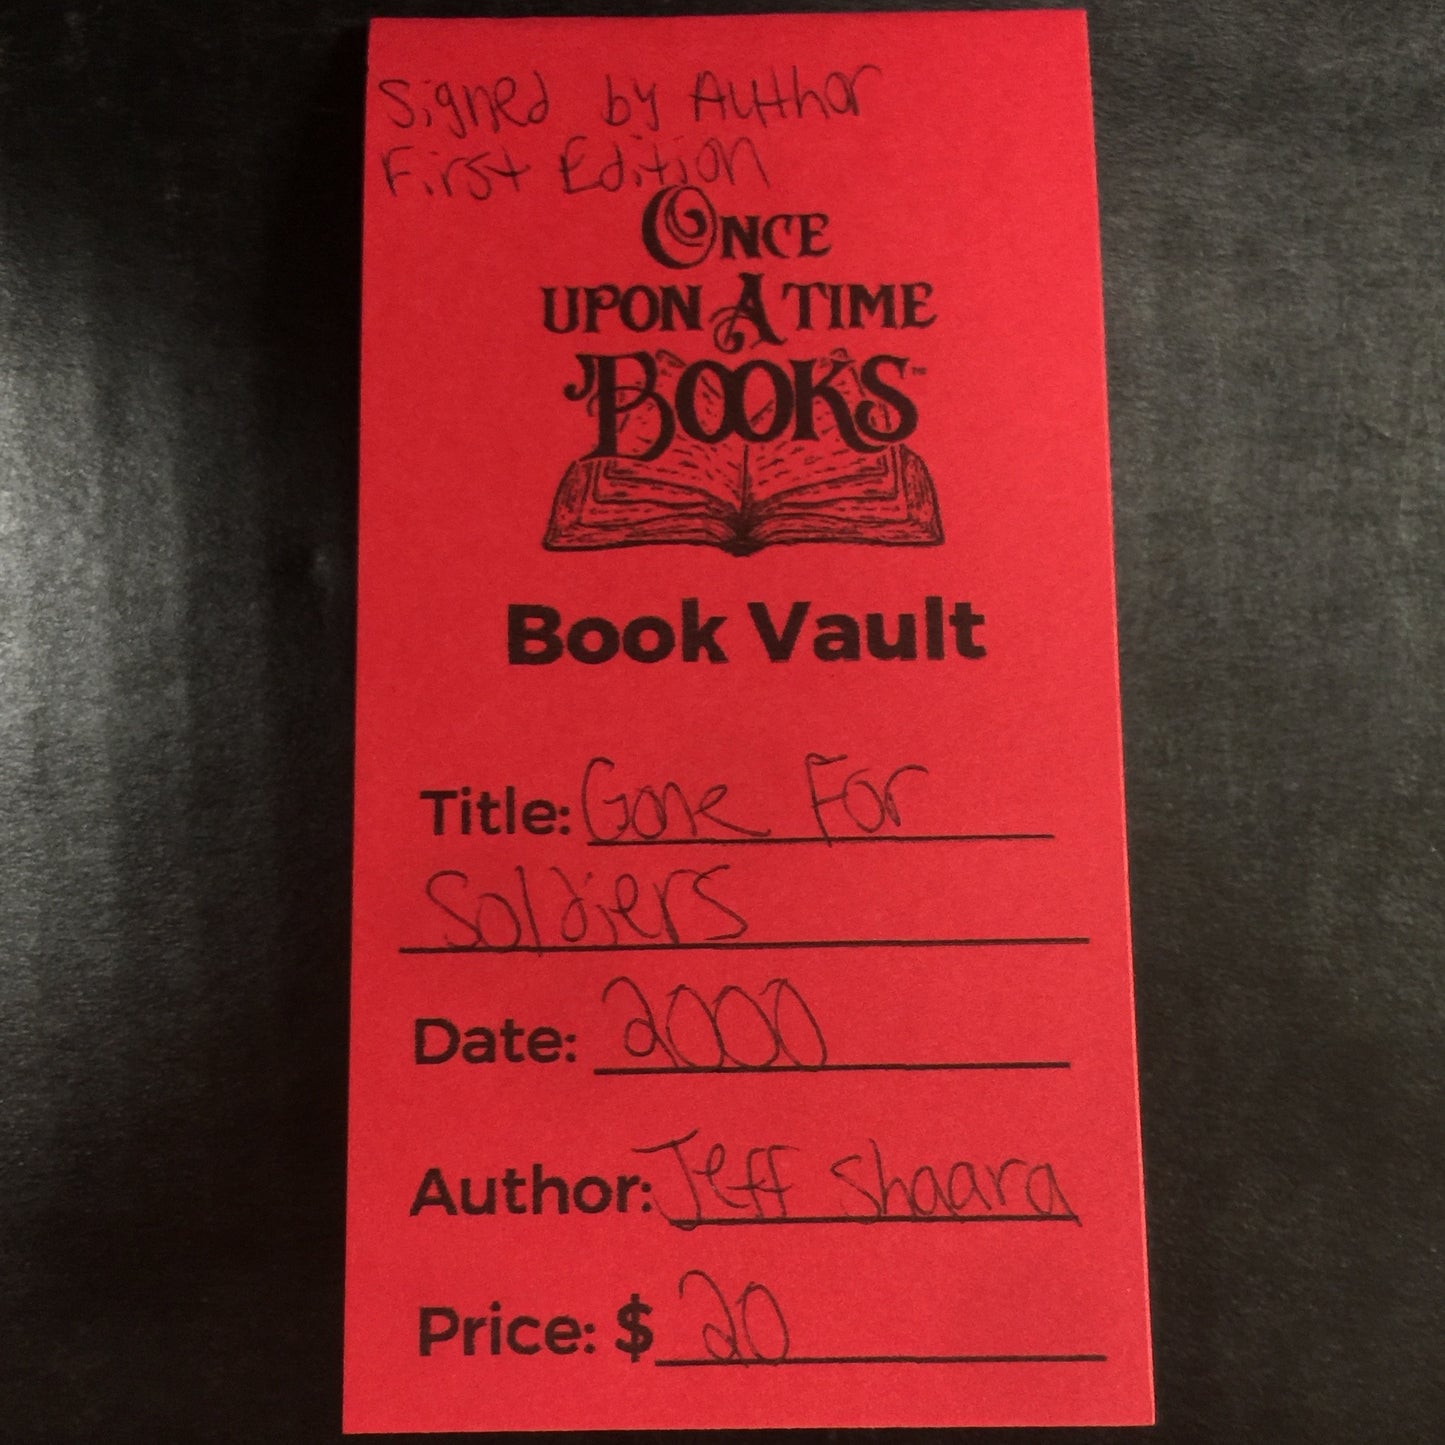 Signed by Author
First Edition
ONCE
UPON A TIME
BOOKS™
Book Vault
Title: Gone For
Soldiers
Date: 2000
Author: Jeff Shaara
Price: $ 20